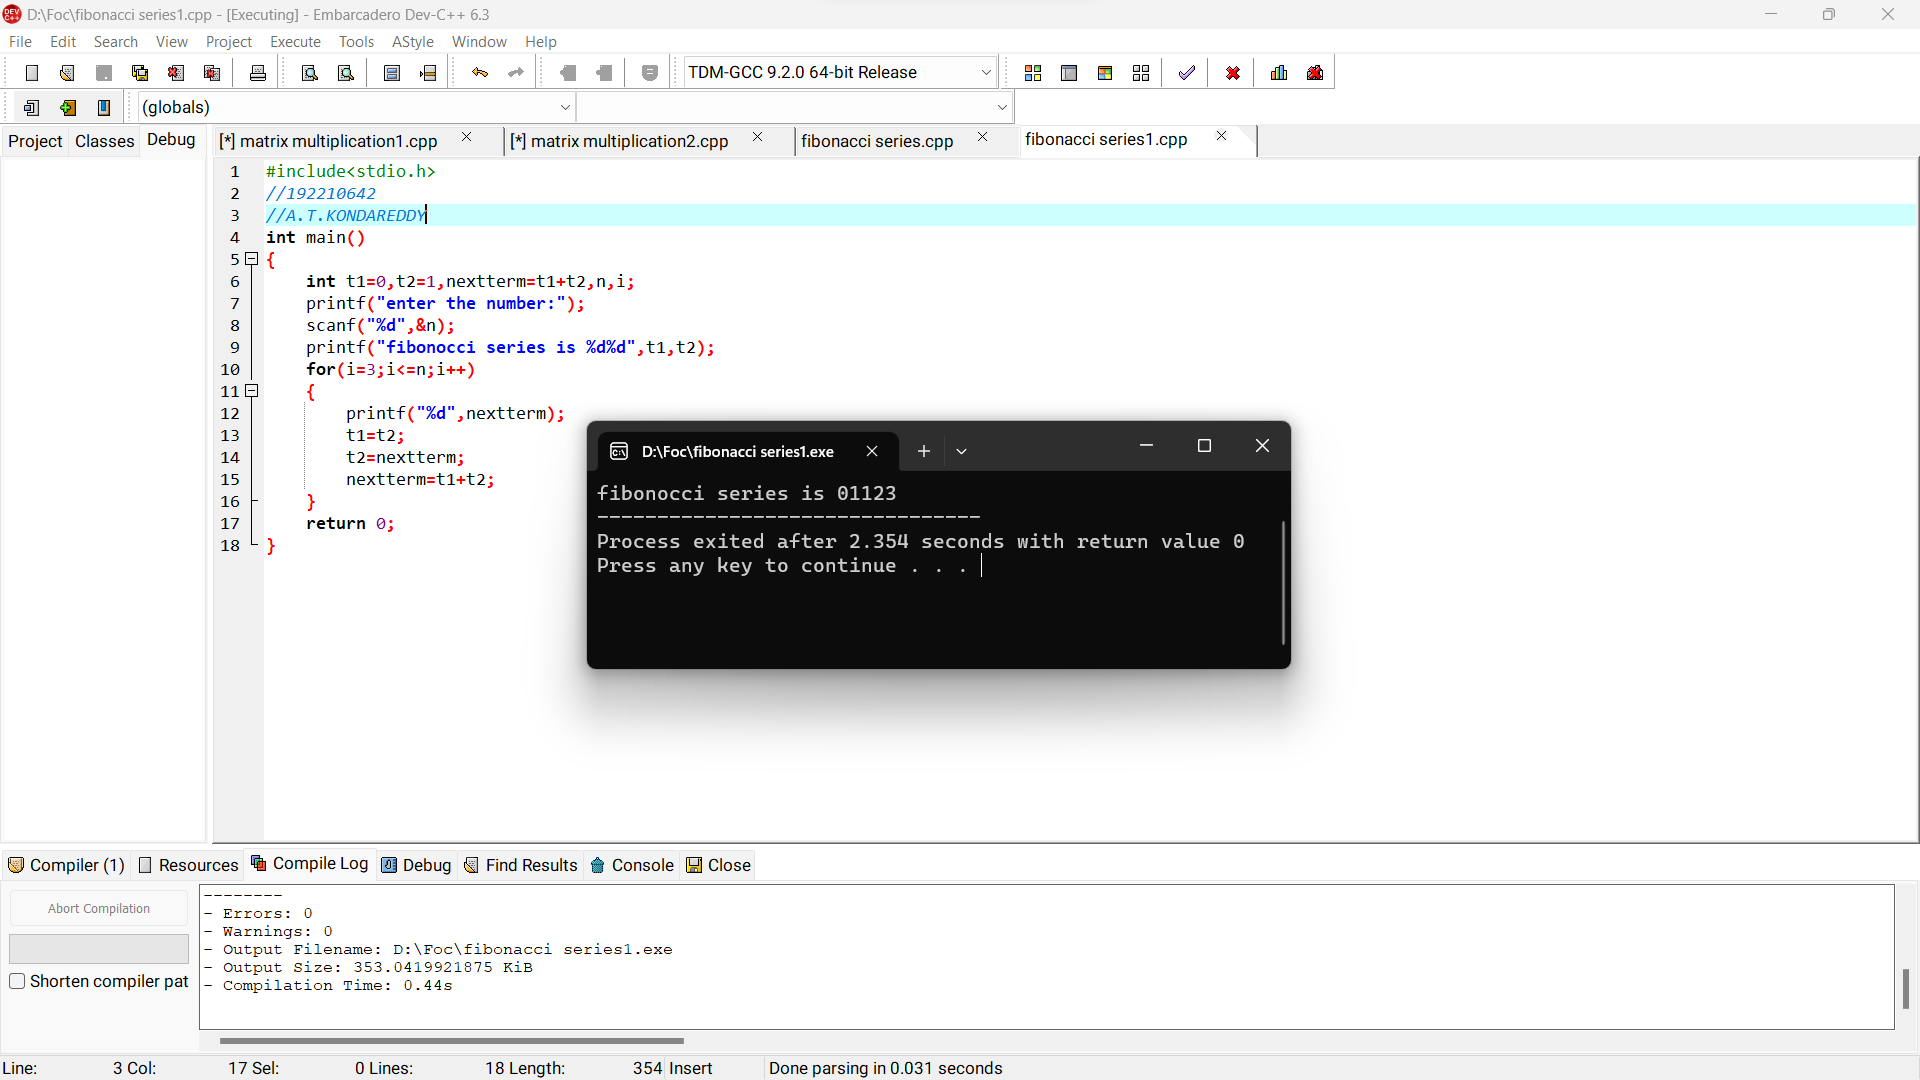 D:\Foc\fibonacci series1.cpp - [Executing] - Embarcadero Dev-C++ 6.3
File Edit Search View Project Execute Tools AStyle Window Help
TDM-GCC 9.2.0 64-bit Release
(globals)
Project Classes Debug
[*] matrix multiplication1.cpp [*] matrix multiplication2.cpp fibonacci series.cpp fibonacci series1.cpp
1 #include<stdio.h>
2 //192210642
3 //A.T.KONDAREDDY
4 int main()
5 {
6 int t1=0,t2=1,nextterm=t1+t2,n,i;
7 printf("enter the number:");
8 scanf("%d",&n);
9 printf("fibonocci series is %d%d",t1,t2);
10 for(i=3;i<=n;i++)
11 {
12 printf("%d",nextterm);
13 t1=t2;
14 t2=nextterm;
15 nextterm=t1+t2;
16 }
17 return 0;
18 }
D:\Foc\fibonacci series1.exe
fibonocci series is 01123
--------------------------------
Process exited after 2.354 seconds with return value 0
Press any key to continue . . .
Compiler (1) Resources Compile Log Debug Find Results Console Close
Abort Compilation
Shorten compiler pat
--------
- Errors: 0
- Warnings: 0
- Output Filename: D:\Foc\fibonacci series1.exe
- Output Size: 353.0419921875 KiB
- Compilation Time: 0.44s
Line: 3 Col: 17 Sel: 0 Lines: 18 Length: 354 Insert Done parsing in 0.031 seconds